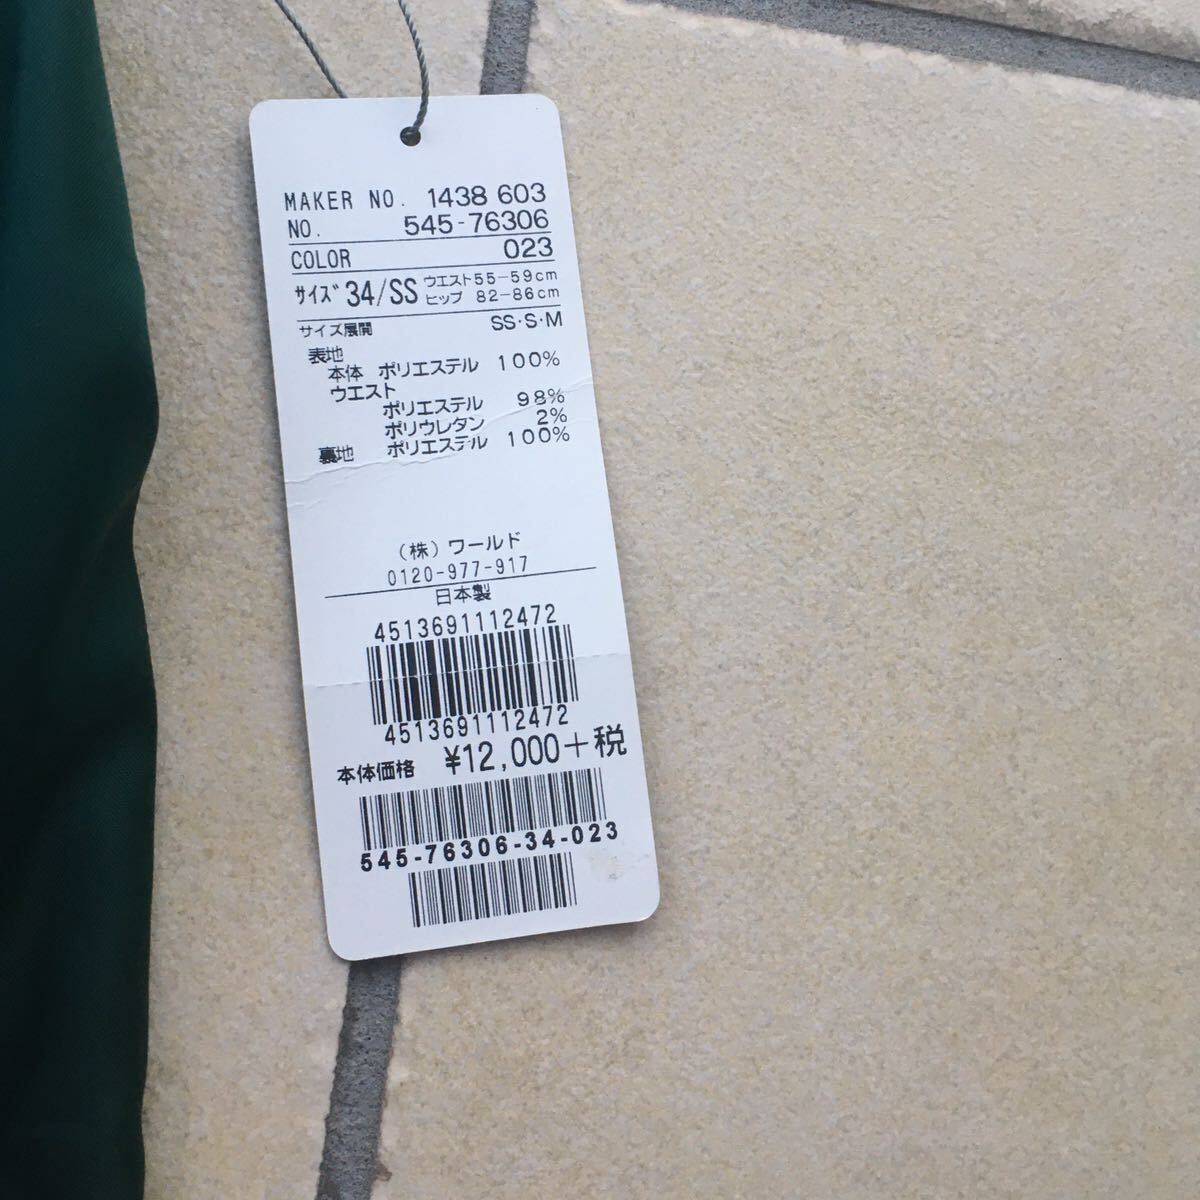 MAKER NO. 1438 603
NO. 545-76306
COLOR 023
サイズ 34/SS ウエスト55-59cm
ヒップ 82-86cm
サイズ展開 SS・S・M
表地
本体 ポリエステル 100%
ウエスト
ポリエステル 98%
ポリウレタン 2%
裏地 ポリエステル 100%
(株)ワールド
0120-977-917
日本製
4513691112472
4513691112472
本体価格 ¥12,000+税
545-76306-34-023